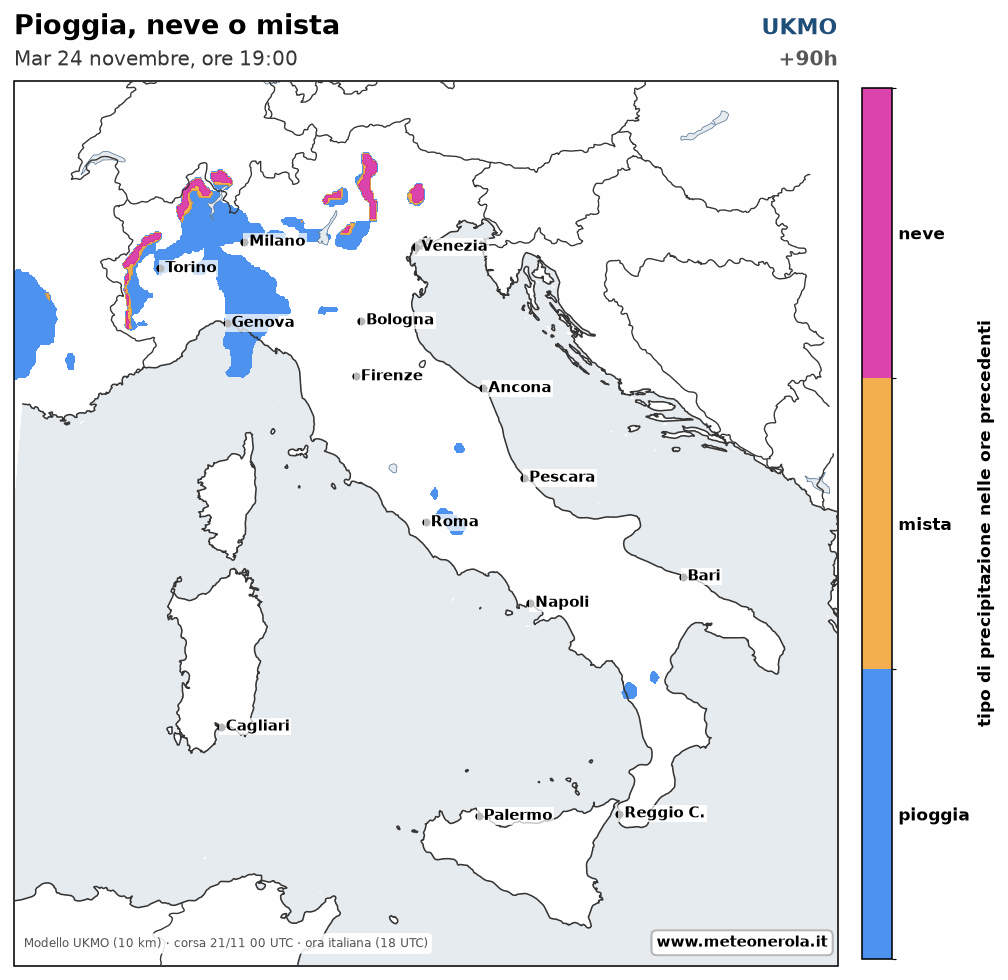 Pioggia, neve o mista
UKMO
Mar 24 novembre, ore 19:00
+90h
neve
Milano
Venezia
Torino
Genova
Bologna
Firenze
Ancona
Pescara
Roma
mista
Bari
Napoli
Cagliari
Palermo
Reggio C.
pioggia
tipo di precipitazione nelle ore precedenti
Modello UKMO (10 km) · corsa 21/11 00 UTC · ora italiana (18 UTC)
www.meteonerola.it